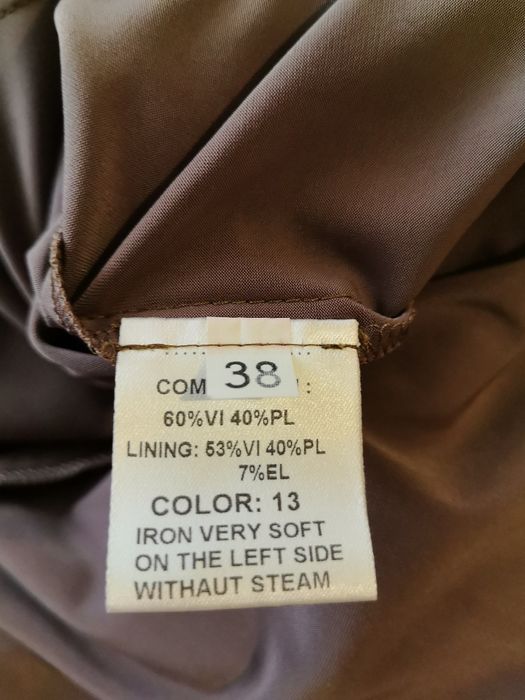 38
COM :
60%VI 40%PL
LINING: 53%VI 40%PL
7%EL
COLOR: 13
IRON VERY SOFT
ON THE LEFT SIDE
WITHAUT STEAM